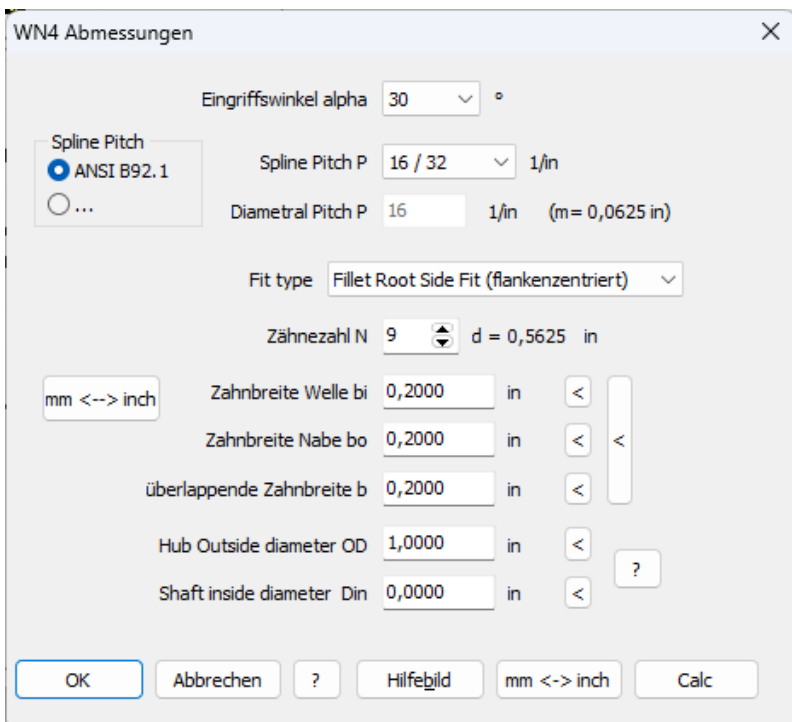 WN4 Abmessungen
Eingriffswinkel alpha 30 °
Spline Pitch
ANSI B92.1
...
Spline Pitch P 16 / 32 1/in
Diametral Pitch P 16 1/in (m= 0,0625 in)
Fit type Fillet Root Side Fit (flankenzentriert)
Zähnezahl N 9 d = 0,5625 in
mm <--> inch
Zahnbreite Welle bi 0,2000 in <
Zahnbreite Nabe bo 0,2000 in < <
überlappende Zahnbreite b 0,2000 in <
Hub Outside diameter OD 1,0000 in <
?
Shaft inside diameter Din 0,0000 in <
OK Abbrechen ? Hilfebild mm <-> inch Calc